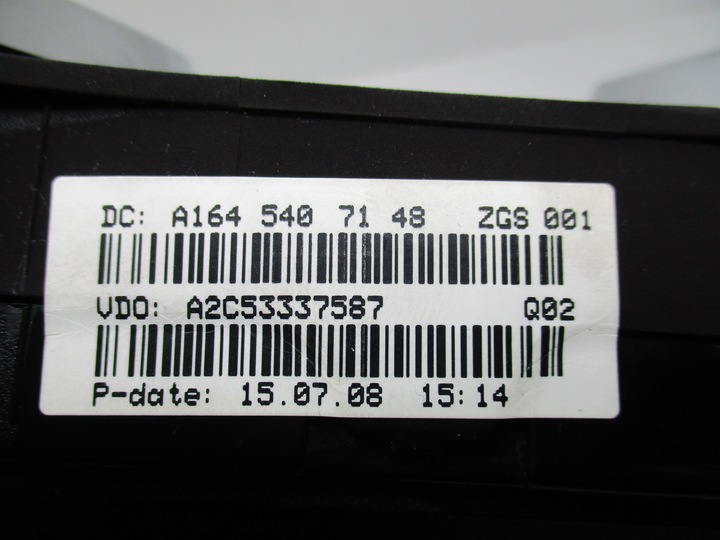 DC: A164 540 71 48 ZGS 001
VDO: A2C53337587 Q02
P-date: 15.07.08 15:14